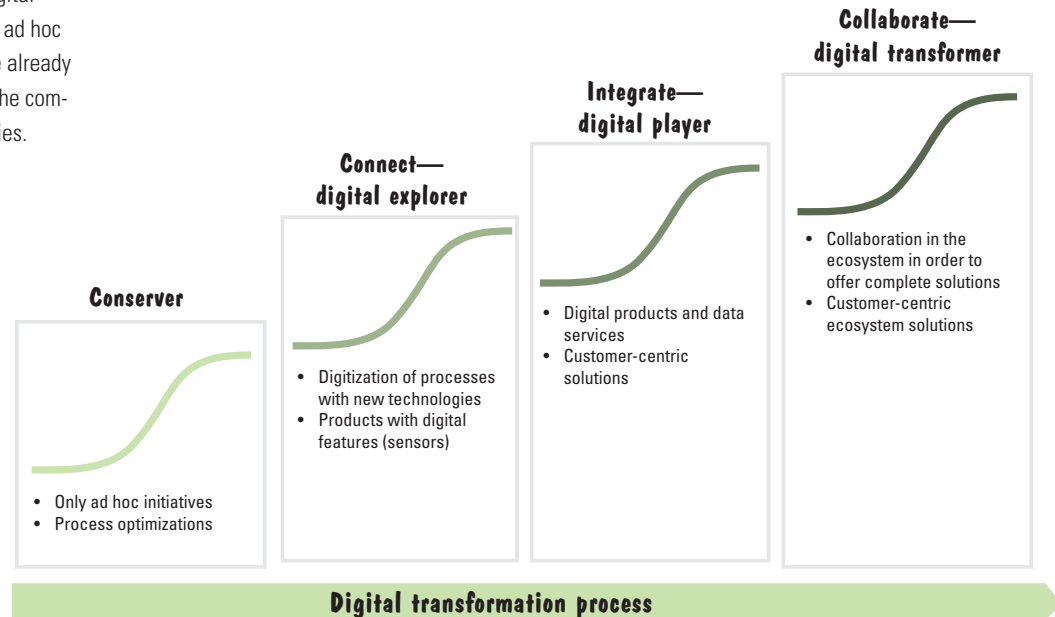 ad hoc
already
he com-
ies.
Conserver
• Only ad hoc initiatives
• Process optimizations
Connect—
digital explorer
• Digitization of processes
with new technologies
• Products with digital
features (sensors)
Integrate—
digital player
• Digital products and data
services
• Customer-centric
solutions
Collaborate—
digital transformer
• Collaboration in the
ecosystem in order to
offer complete solutions
• Customer-centric
ecosystem solutions
Digital transformation process